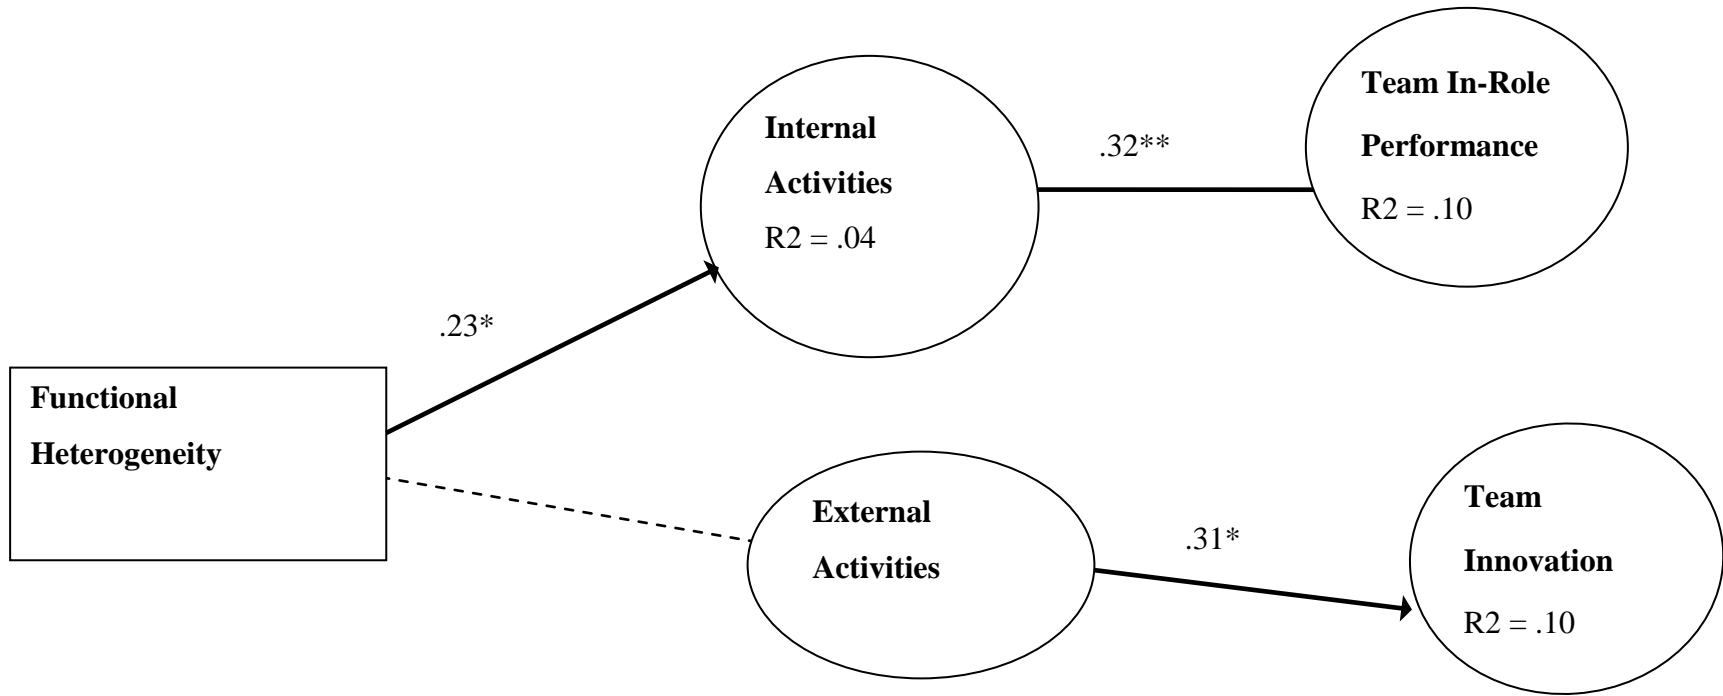 Functional
Heterogeneity
.23*
Internal
Activities
R2 = .04
.32**
Team In-Role
Performance
R2 = .10
External
Activities
.31*
Team
Innovation
R2 = .10